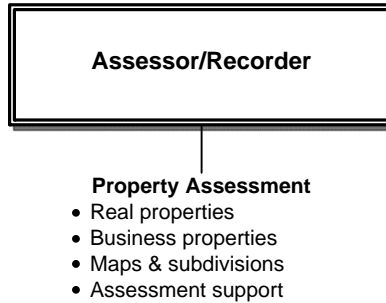 Assessor/Recorder
Property Assessment
• Real properties
• Business properties
• Maps & subdivisions
• Assessment support